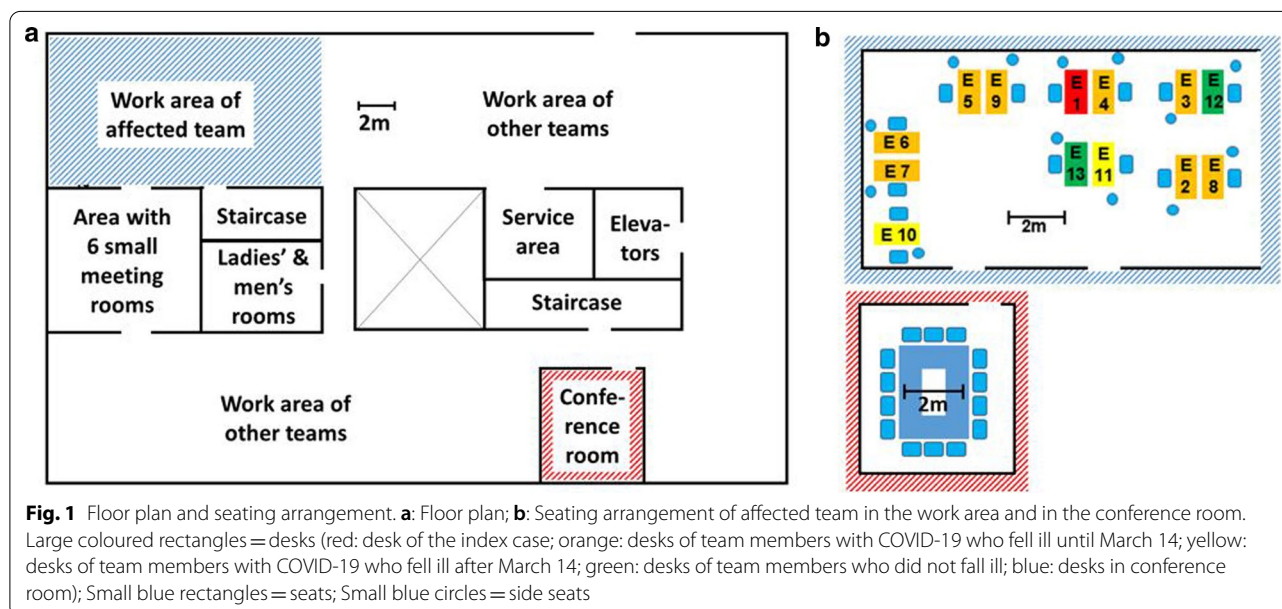 a
Work area of
affected team
2m
Work area of
other teams
Area with
6 small
meeting
rooms
Staircase
Ladies' &
men's
rooms
Service
area
Eleva-
tors
Staircase
Work area of
other teams
Confe-
rence
room
b
E
5
E
9
E
1
E
4
E
3
E
12
E 6
E 7
E
13
E
11
E
2
E
8
E 10
2m
2m
Fig. 1 Floor plan and seating arrangement. a: Floor plan; b: Seating arrangement of affected team in the work area and in the conference room.
Large coloured rectangles = desks (red: desk of the index case; orange: desks of team members with COVID-19 who fell ill until March 14; yellow:
desks of team members with COVID-19 who fell ill after March 14; green: desks of team members who did not fall ill; blue: desks in conference
room); Small blue rectangles = seats; Small blue circles = side seats